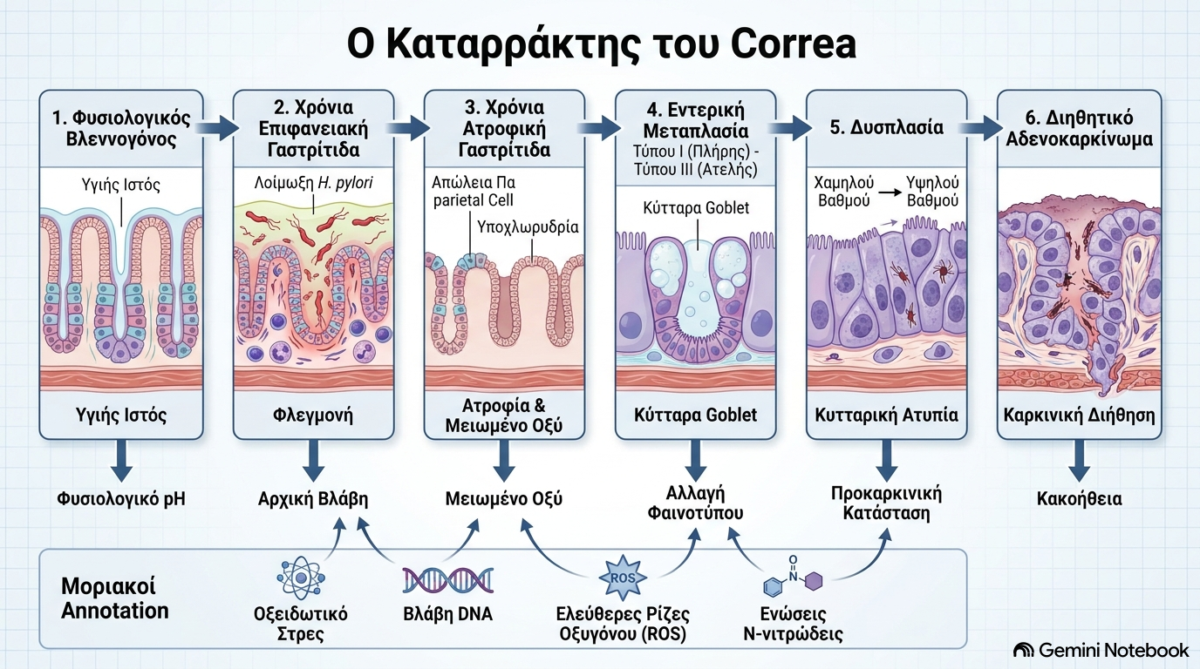 Ο Καταρράκτης του Correa
1. Φυσιολογικός
Βλεννογόνος
Υγιής Ιστός
Υγιής Ιστός
Φυσιολογικό pH
2. Χρόνια
Επιφανειακή
Γαστρίτιδα
Λοίμωξη H. pylori
Φλεγμονή
Αρχική Βλάβη
3. Χρόνια
Ατροφική
Γαστρίτιδα
Απώλεια Πα
parietal Cell
Υποχλωρυδρία
Ατροφία &
Μειωμένο Οξύ
Μειωμένο Οξύ
4. Εντερική
Μεταπλασία
Τύπου I (Πλήρης) -
Τύπου III (Ατελής)
Κύτταρα Goblet
Κύτταρα Goblet
Αλλαγή
Φαινοτύπου
5. Δυσπλασία
Χαμηλού
Βαθμού
Υψηλού
Βαθμού
Κυτταρική Ατυπία
Προκαρκινική
Κατάσταση
6. Διηθητικό
Αδενοκαρκίνωμα
Καρκινική Διήθηση
Κακοήθεια
Μοριακοί
Annotation
Οξειδωτικό
Στρες
Βλάβη DNA
ROS
Ελεύθερες Ρίζες
Οξυγόνου (ROS)
O
N
Ενώσεις
Ν-νιτρώδεις
Gemini Notebook